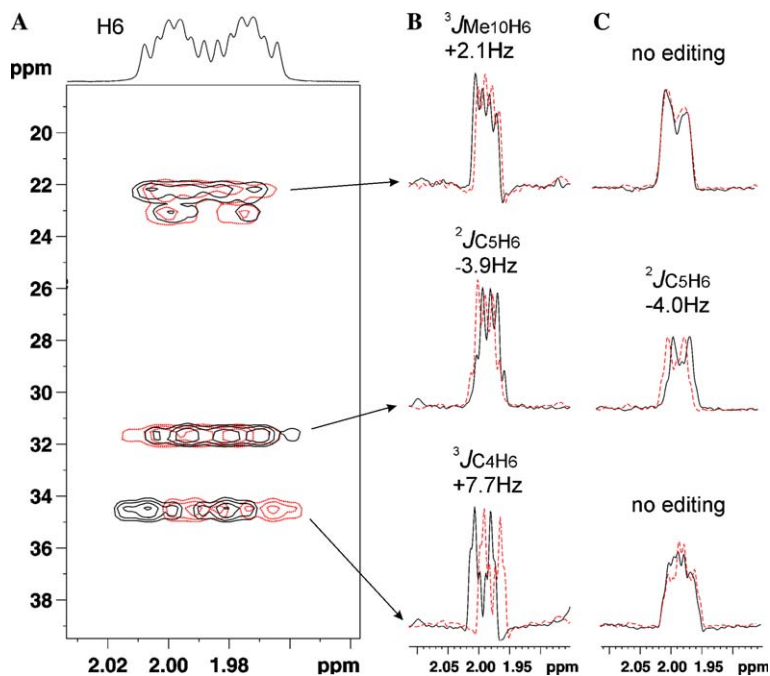 A
B
C
H6
ppm
20
22
24
26
28
30
32
34
36
38
2.02
2.00
1.98
ppm
³JMe10H6
+2.1Hz
²JC5H6
-3.9Hz
³JC4H6
+7.7Hz
2.05
2.00
1.95
ppm
no editing
²JC5H6
-4.0Hz
no editing
2.05
2.00
1.95
ppm